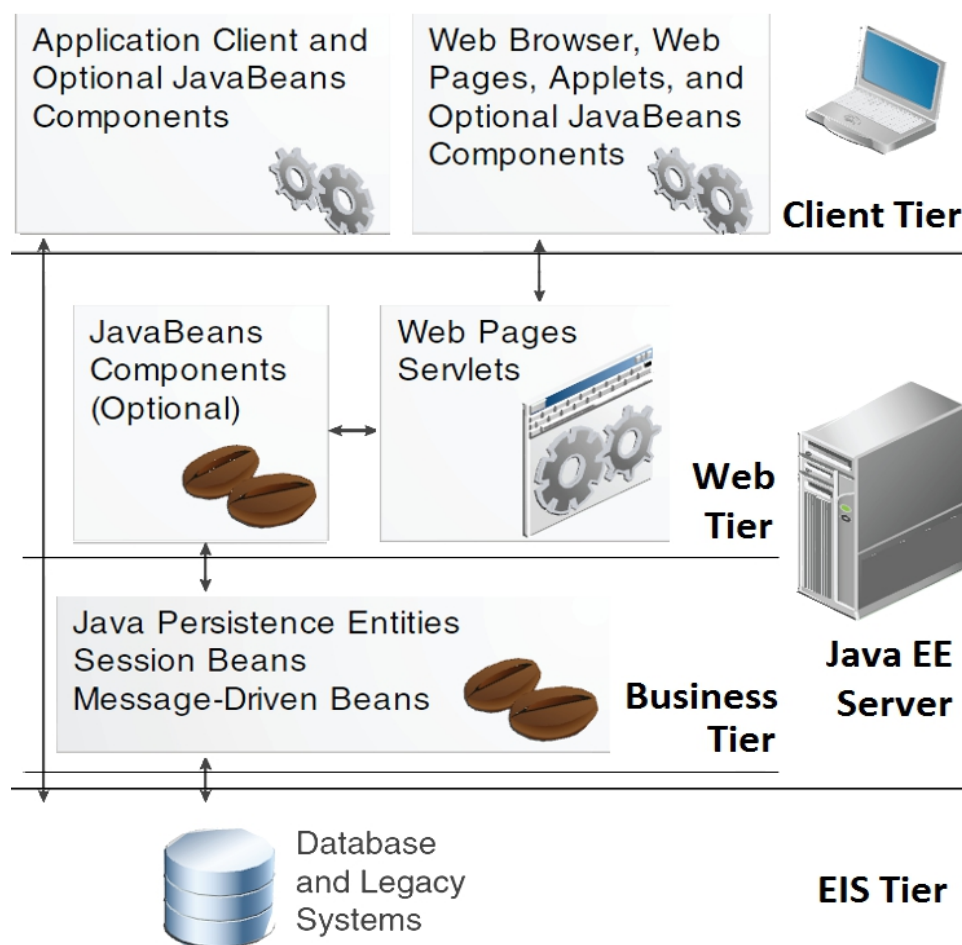 Application Client and
Optional JavaBeans
Components
Web Browser, Web
Pages, Applets, and
Optional JavaBeans
Components
Client Tier
JavaBeans
Components
(Optional)
Web Pages
Servlets
Web
Tier
Java Persistence Entities
Session Beans
Message-Driven Beans
Business
Tier
Java EE
Server
Database
and Legacy
Systems
EIS Tier